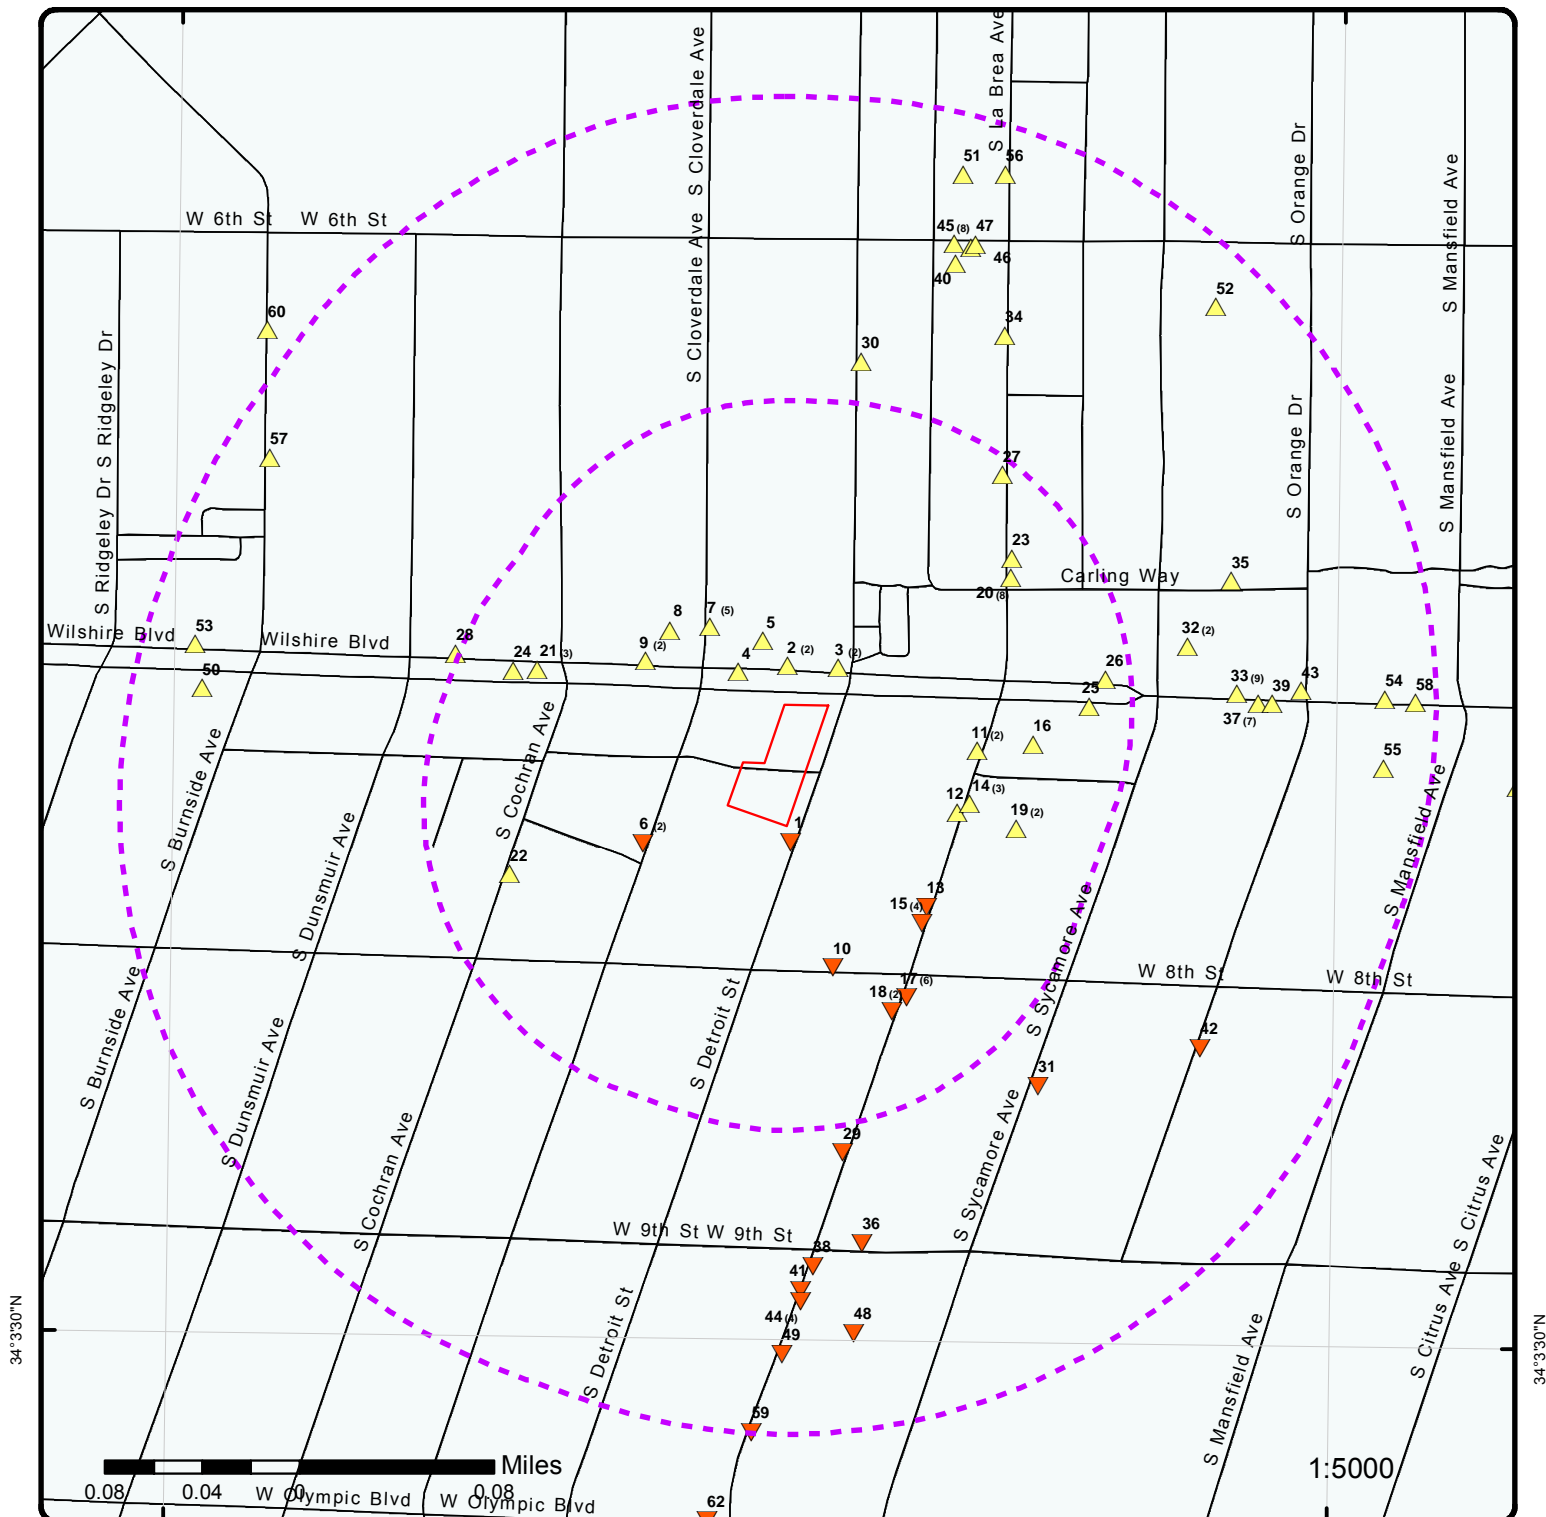 S Cloverdale Ave S Cloverdale Ave
S La Brea Ave
S Orange Dr
S Mansfield Ave
51
56
W 6th St W 6th St
45 (8)
47
46
40
52
60
34
30
S Ridgeley Dr S Ridgeley Dr
S Orange Dr
S Mansfield Ave
57
27
23
Carling Way
35
20 (8)
8
7 (5)
5
32 (2)
53
Wilshire Blvd
Wilshire Blvd
28
24
21 (3)
9 (2)
4
2 (2)
3 (2)
26
50
25
33 (9)
39
43
37 (7)
54
58
11 (2)
16
55
S Burnside Ave
S Cochran Ave
12
14 (3)
19 (2)
S Mansfield Ave
6 (2)
1
S Dunsmuir Ave
22
13
15 (4)
S Sycamore Ave
10
W 8th St
W 8th St
17 (6)
18 (2)
S Burnside Ave
S Detroit St
S Dunsmuir Ave
42
31
29
S Cochran Ave
S Sycamore Ave
S Citrus Ave S Citrus Ave
W 9th St W 9th St
36
38
41
44 (4)
48
49
34°3'30"N
34°3'30"N
S Detroit St
S Mansfield Ave
59
Miles
1:5000
0.08 0.04 0 0.08
W Olympic Blvd W Olympic Blvd
62